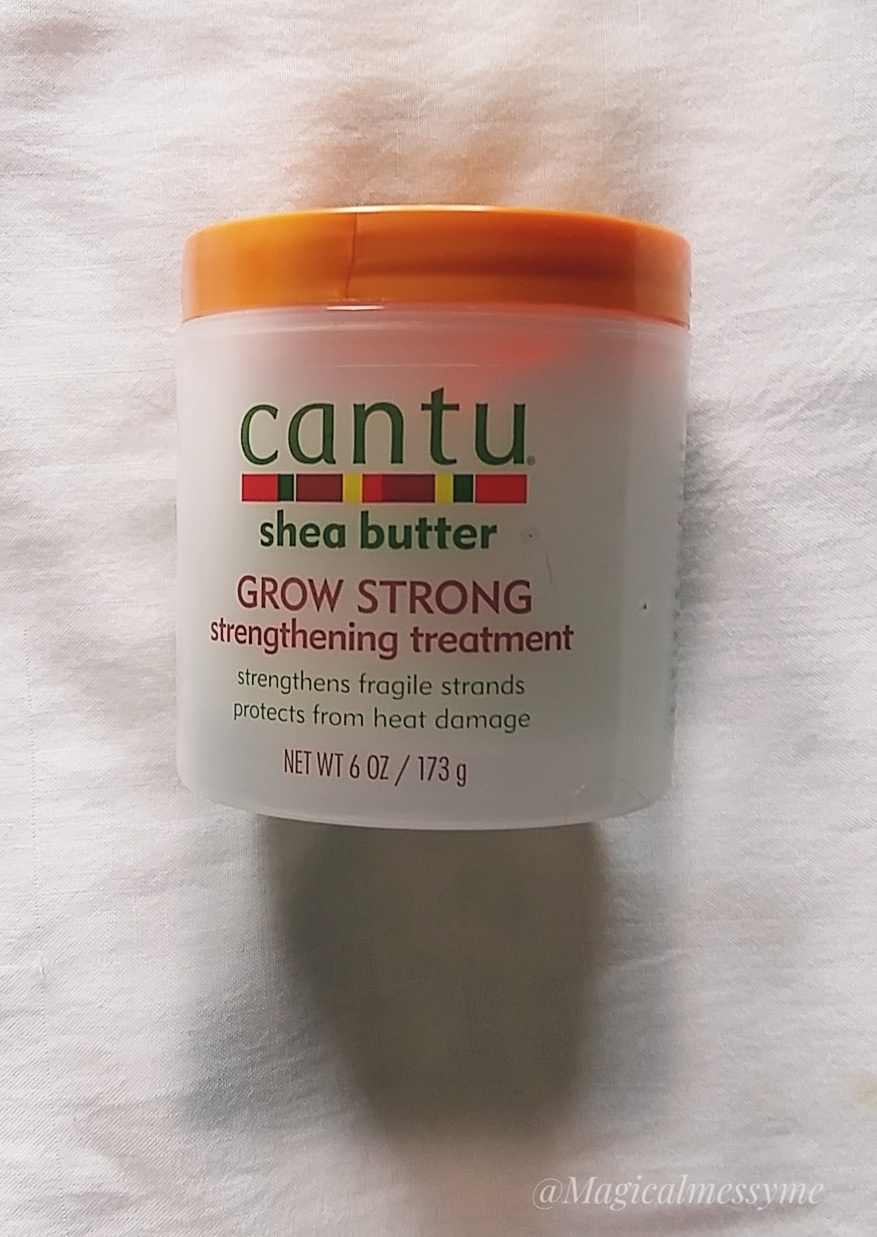 cantu®
shea butter
GROW STRONG
strengthening treatment
strengthens fragile strands
protects from heat damage
NET WT 6 OZ / 173 g
@Magicalmessyme